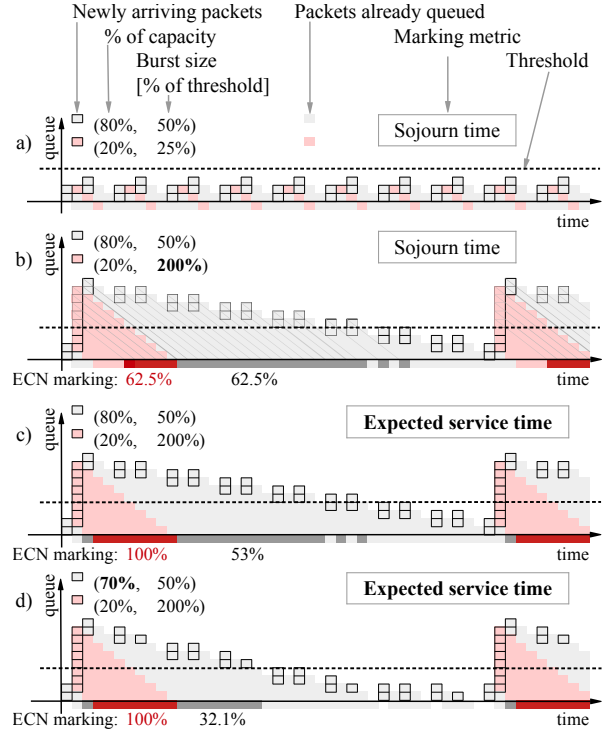 Newly arriving packets Packets already queued
% of capacity Marking metric
Burst size Threshold
[% of threshold]
a) queue (80%, 50%) Sojourn time
(20%, 25%)
time
b) queue (80%, 50%) Sojourn time
(20%, 200%)
ECN marking: 62.5% 62.5% time
c) queue (80%, 50%) Expected service time
(20%, 200%)
ECN marking: 100% 53% time
d) queue (70%, 50%) Expected service time
(20%, 200%)
ECN marking: 100% 32.1% time